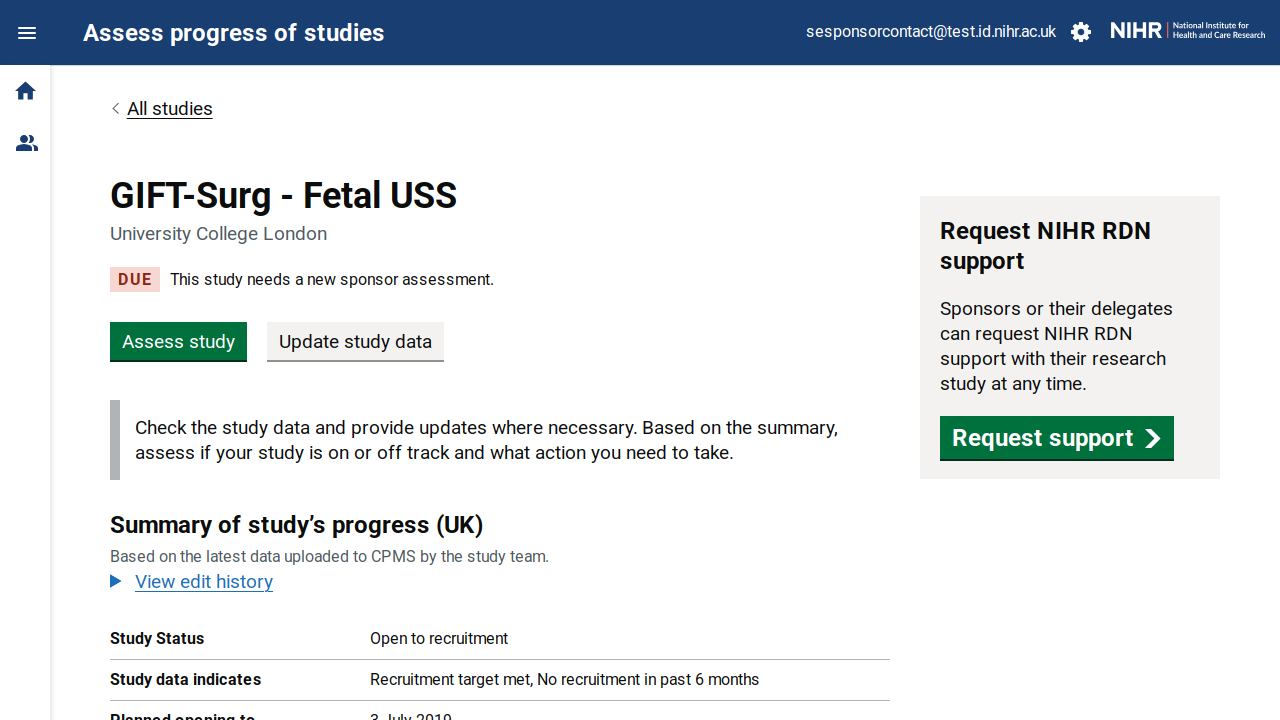 Assess progress of studies
sesponsorcontact@test.id.nihr.ac.uk
NIHR
National Institute for
Health and Care Research
All studies
GIFT-Surg - Fetal USS
University College London
DUE This study needs a new sponsor assessment.
Assess study
Update study data
Check the study data and provide updates where necessary. Based on the summary,
assess if your study is on or off track and what action you need to take.
Summary of study’s progress (UK)
Based on the latest data uploaded to CPMS by the study team.
View edit history
Study Status Open to recruitment
Study data indicates Recruitment target met, No recruitment in past 6 months
Planned opening to 3 July 2019
Request NIHR RDN
support
Sponsors or their delegates
can request NIHR RDN
support with their research
study at any time.
Request support